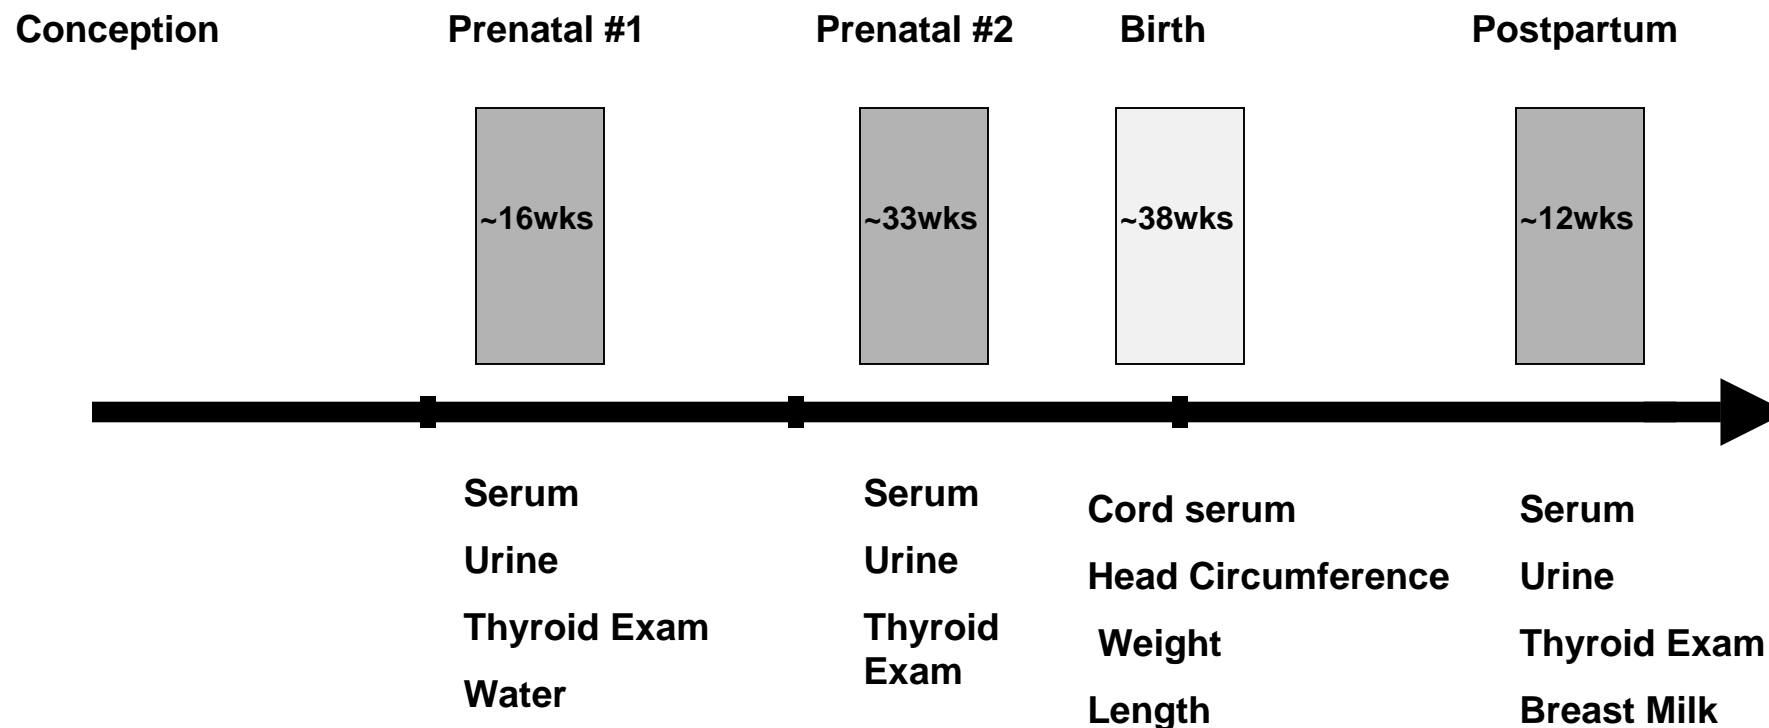 Conception
Prenatal #1
Prenatal #2
Birth
Postpartum
~16wks
~33wks
~38wks
~12wks
Serum
Urine
Thyroid Exam
Water
Serum
Urine
Thyroid
Exam
Cord serum
Head Circumference
Weight
Length
Serum
Urine
Thyroid Exam
Breast Milk